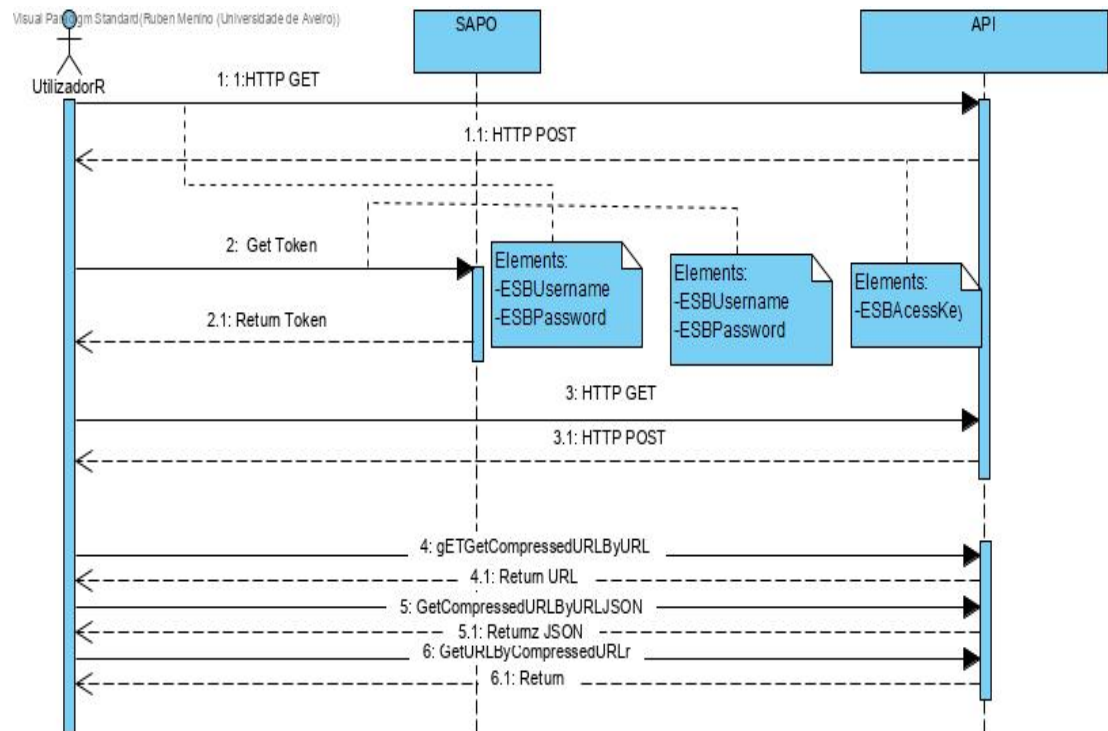 Visual Paradigm Standard(Ruben Menino (Universidade de Aveiro))
SAPO
API
UtilizadorR
1: 1:HTTP GET
1.1: HTTP POST
2: Get Token
Elements:
-ESBUsername
-ESBPassword
Elements:
-ESBUsername
-ESBPassword
Elements:
-ESBAcessKey
2.1: Return Token
3: HTTP GET
3.1: HTTP POST
4: gETGetCompressedURLByURL
4.1: Return URL
5: GetCompressedURLByURLJSON
5.1: Returnz JSON
6: GetURLByCompressedURLr
6.1: Return